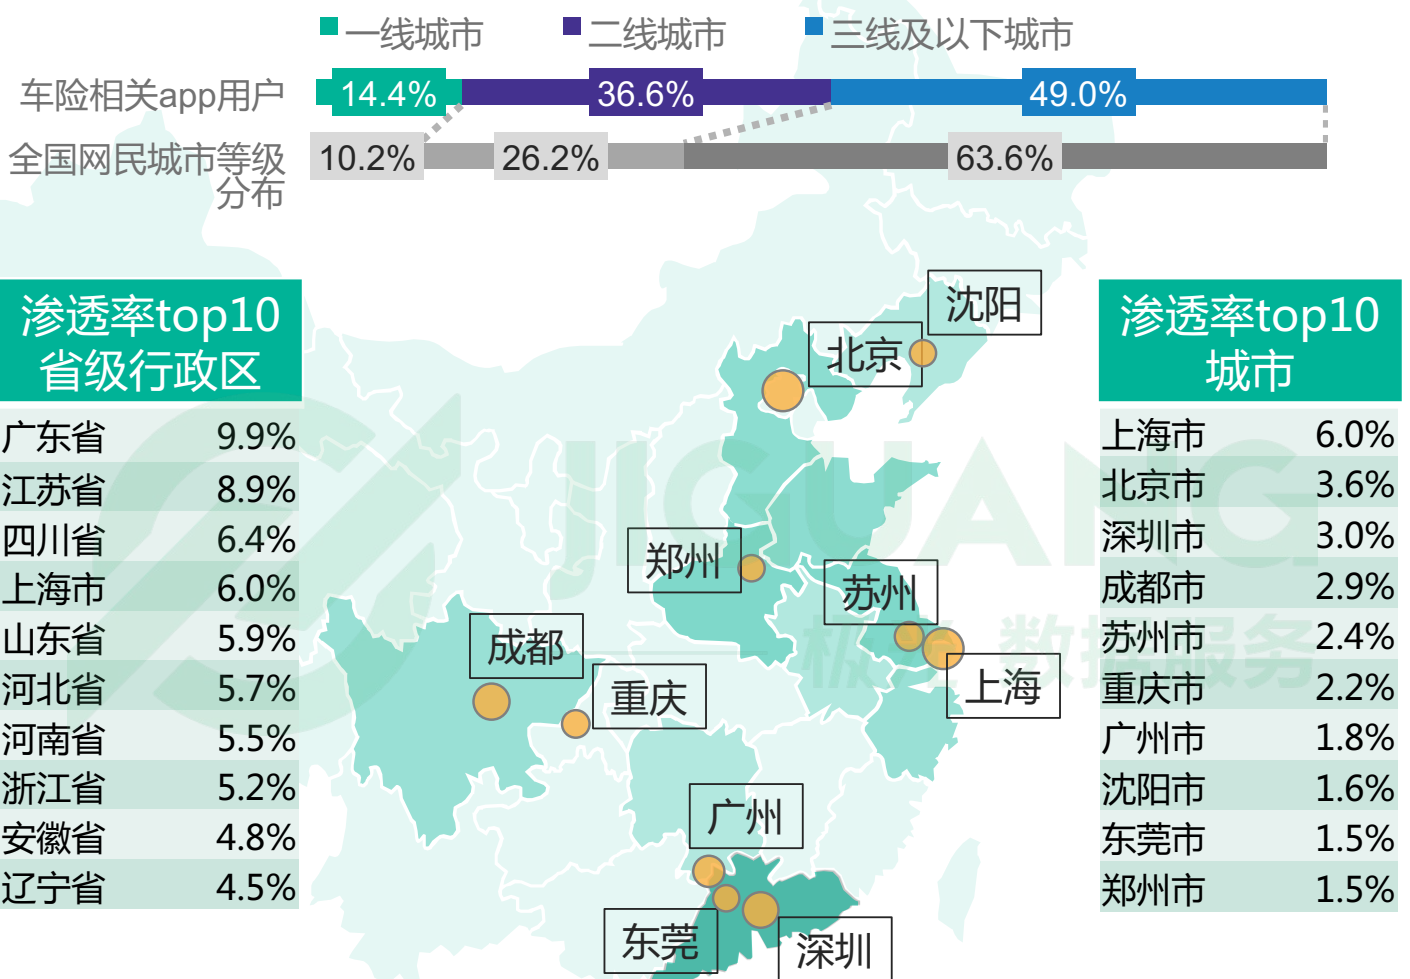 一线城市 二线城市 三线及以下城市
车险相关app用户 14.4% 36.6% 49.0%
全国网民城市等级
分布
10.2% 26.2% 63.6%
渗透率top10
省级行政区
广东省 9.9%
江苏省 8.9%
四川省 6.4%
上海市 6.0%
山东省 5.9%
河北省 5.7%
河南省 5.5%
浙江省 5.2%
安徽省 4.8%
辽宁省 4.5%
沈阳
北京
郑州
苏州
成都
重庆
上海
广州
东莞
深圳
渗透率top10
城市
上海市 6.0%
北京市 3.6%
深圳市 3.0%
成都市 2.9%
苏州市 2.4%
重庆市 2.2%
广州市 1.8%
沈阳市 1.6%
东莞市 1.5%
郑州市 1.5%
JIGUANG
极光 数据服务